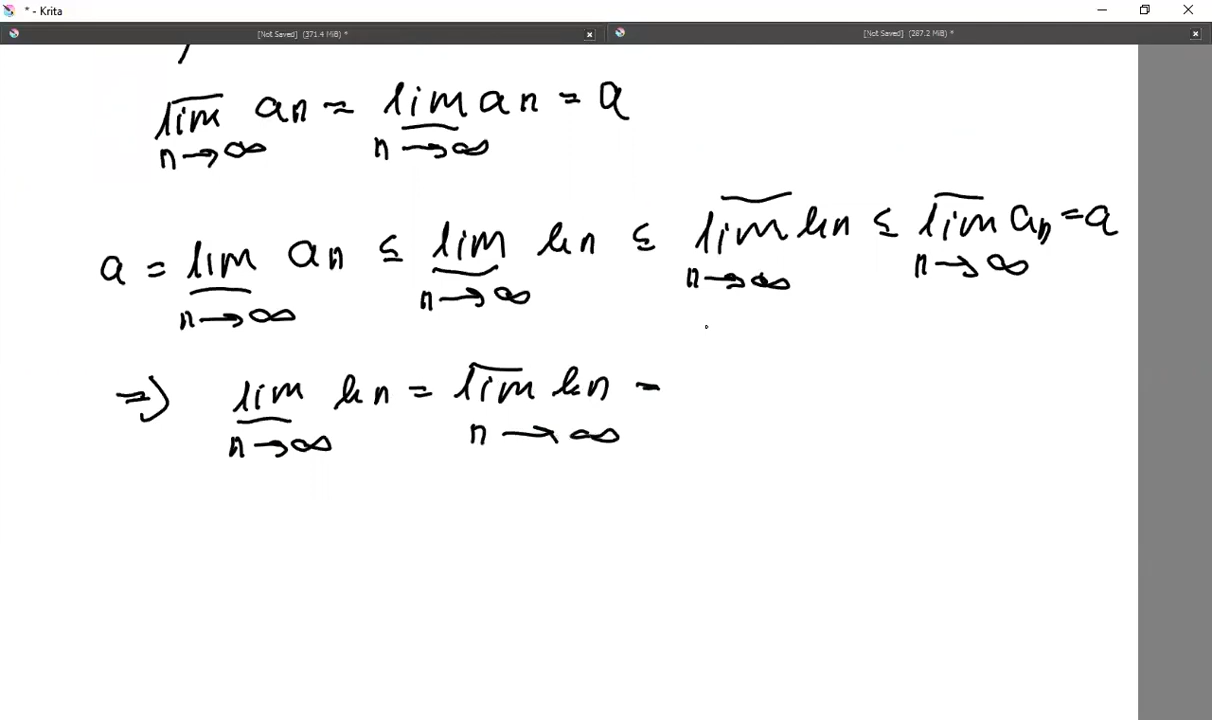 * - Krita
[Not Saved] (371.4 MiB) * [Not Saved] (287.2 MiB) *
lim an = lim an = a
n→∞ n→∞
a = lim an ≤ lim bn ≤ lim bn ≤ lim an = a
n→∞ n→∞ n→∞ n→∞
=> lim bn = lim bn =
n→∞ n→∞